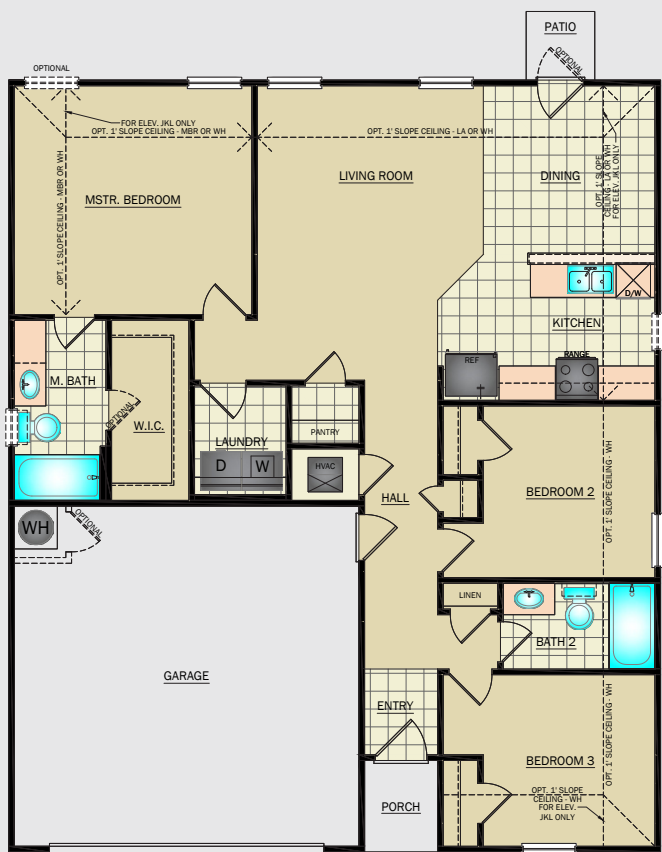 PATIO
OPTIONAL
OPTIONAL
FOR ELEV. JKL ONLY
OPT. 1' SLOPE CEILING - MBR OR WH
OPT. 1' SLOPE CEILING - LA OR WH
OPT. 1' SLOPE
CEILING - LA OR WH
FOR ELEV. JKL ONLY
LIVING ROOM
DINING
MSTR. BEDROOM
OPT. 1' SLOPE CEILING - MBR OR WH
D/W
KITCHEN
RANGE
REF
M. BATH
OPTIONAL
W.I.C.
LAUNDRY
PANTRY
D
W
HVAC
HALL
BEDROOM 2
OPT. 1' SLOPE CEILING - WH
WH
OPTIONAL
LINEN
BATH 2
GARAGE
ENTRY
BEDROOM 3
OPT. 1' SLOPE CEILING - WH
OPT. 1' SLOPE
CEILING - WH
FOR ELEV.
JKL ONLY
PORCH